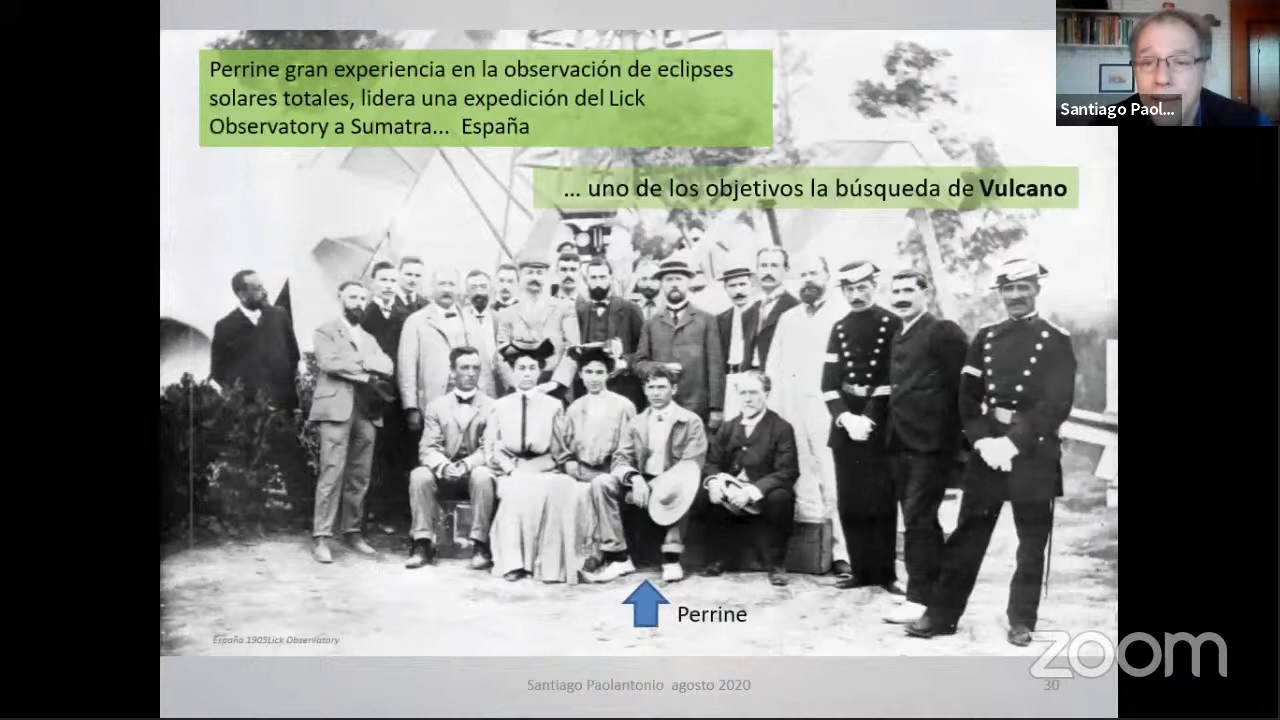 Perrine gran experiencia en la observación de eclipses
solares totales, lidera una expedición del Lick
Observatory a Sumatra... España
... uno de los objetivos la búsqueda de Vulcano
Santiago Paol...
Perrine
España 1905Lick Observatory
Santiago Paolantonio agosto 2020
30
zoom